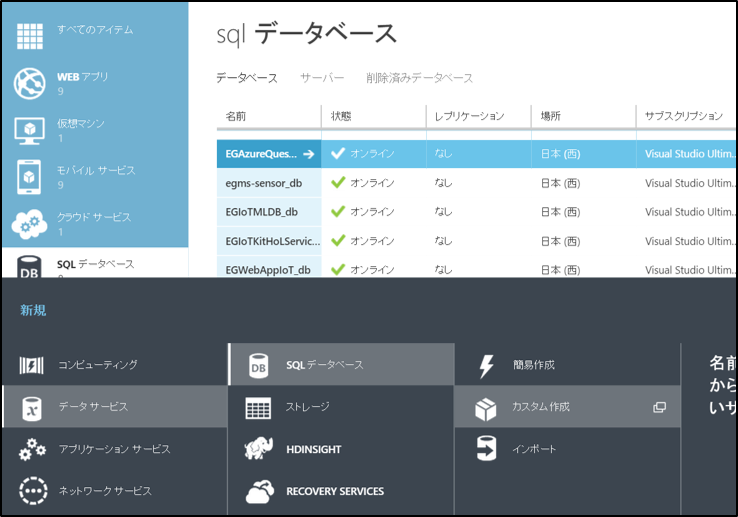 すべてのアイテム
WEB アプリ
9
仮想マシン
1
モバイル サービス
9
クラウド サービス
1
SQL データベース
sql データベース
データベース サーバー 削除済みデータベース
名前 状態 レプリケーション 場所 サブスクリプション
EGAzureQues... オンライン なし 日本 (西) Visual Studio Ultim...
egms-sensor_db オンライン なし 日本 (西) Visual Studio Ultim...
EGIoTMLDB_db オンライン なし 日本 (西) Visual Studio Ultim...
EGIoTKitHoLServic... オンライン なし 日本 (西) Visual Studio Ultim...
EGWebAppIoT_db オンライン なし 日本 (西) Visual Studio Ultim...
新規
コンピューティング
データ サービス
アプリケーション サービス
ネットワーク サービス
SQL データベース
ストレージ
HDINSIGHT
RECOVERY SERVICES
簡易作成
カスタム作成
インポート
名前
から
いサ